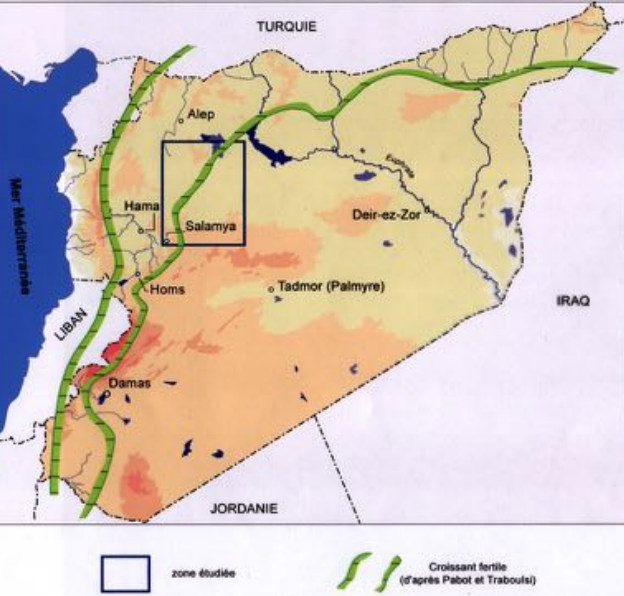 TURQUIE
Alep
Mer Méditerranée
Euphrate
Hama
Salamya
Deir-ez-Zor
Homs
Tadmor (Palmyre)
IRAQ
LIBAN
Damas
JORDANIE
zone étudiée
Croissant fertile
(d'après Pabot et Traboulsi)